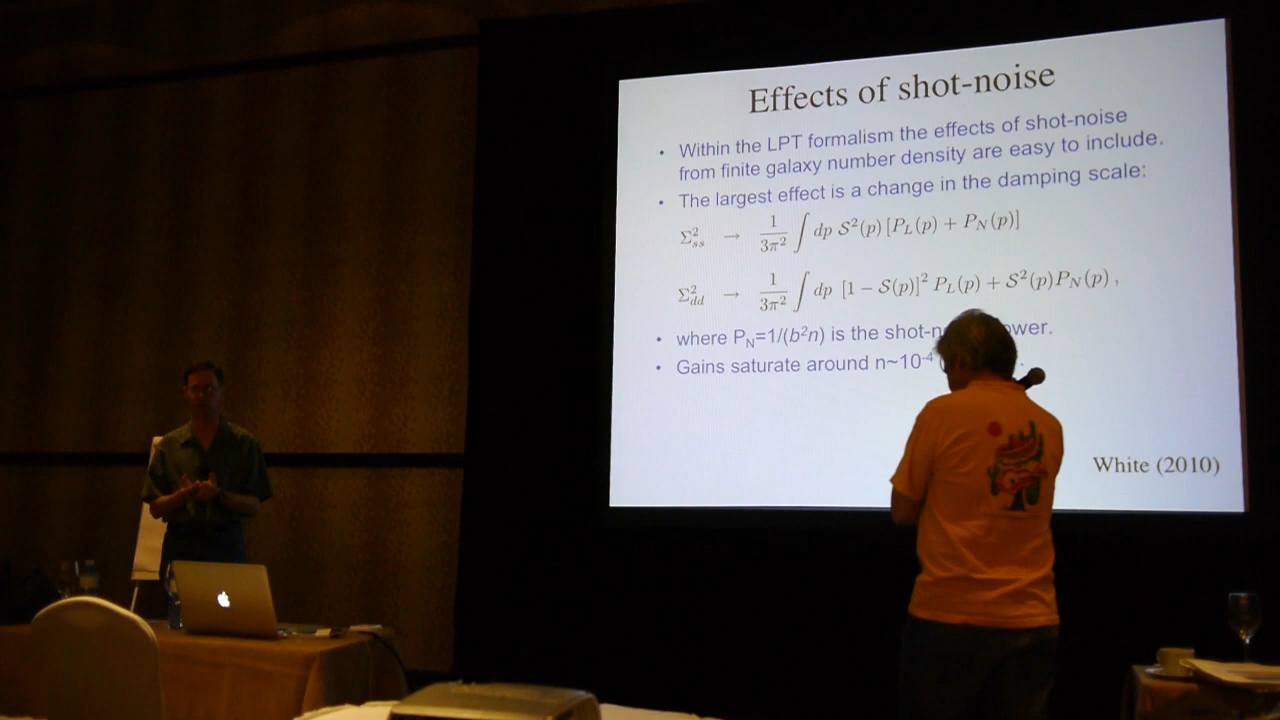 Effects of shot-noise
• Within the LPT formalism the effects of shot-noise
from finite galaxy number density are easy to include.
• The largest effect is a change in the damping scale:
Σ²ss → 1/3π² ∫ dp 𝒮²(p) [P_L(p) + P_N(p)]
Σ²dd → 1/3π² ∫ dp [1 − 𝒮(p)]² P_L(p) + 𝒮²(p)P_N(p) ,
• where P_N=1/(b²n) is the shot-
• Gains saturate around n~10⁻⁴
White (2010)